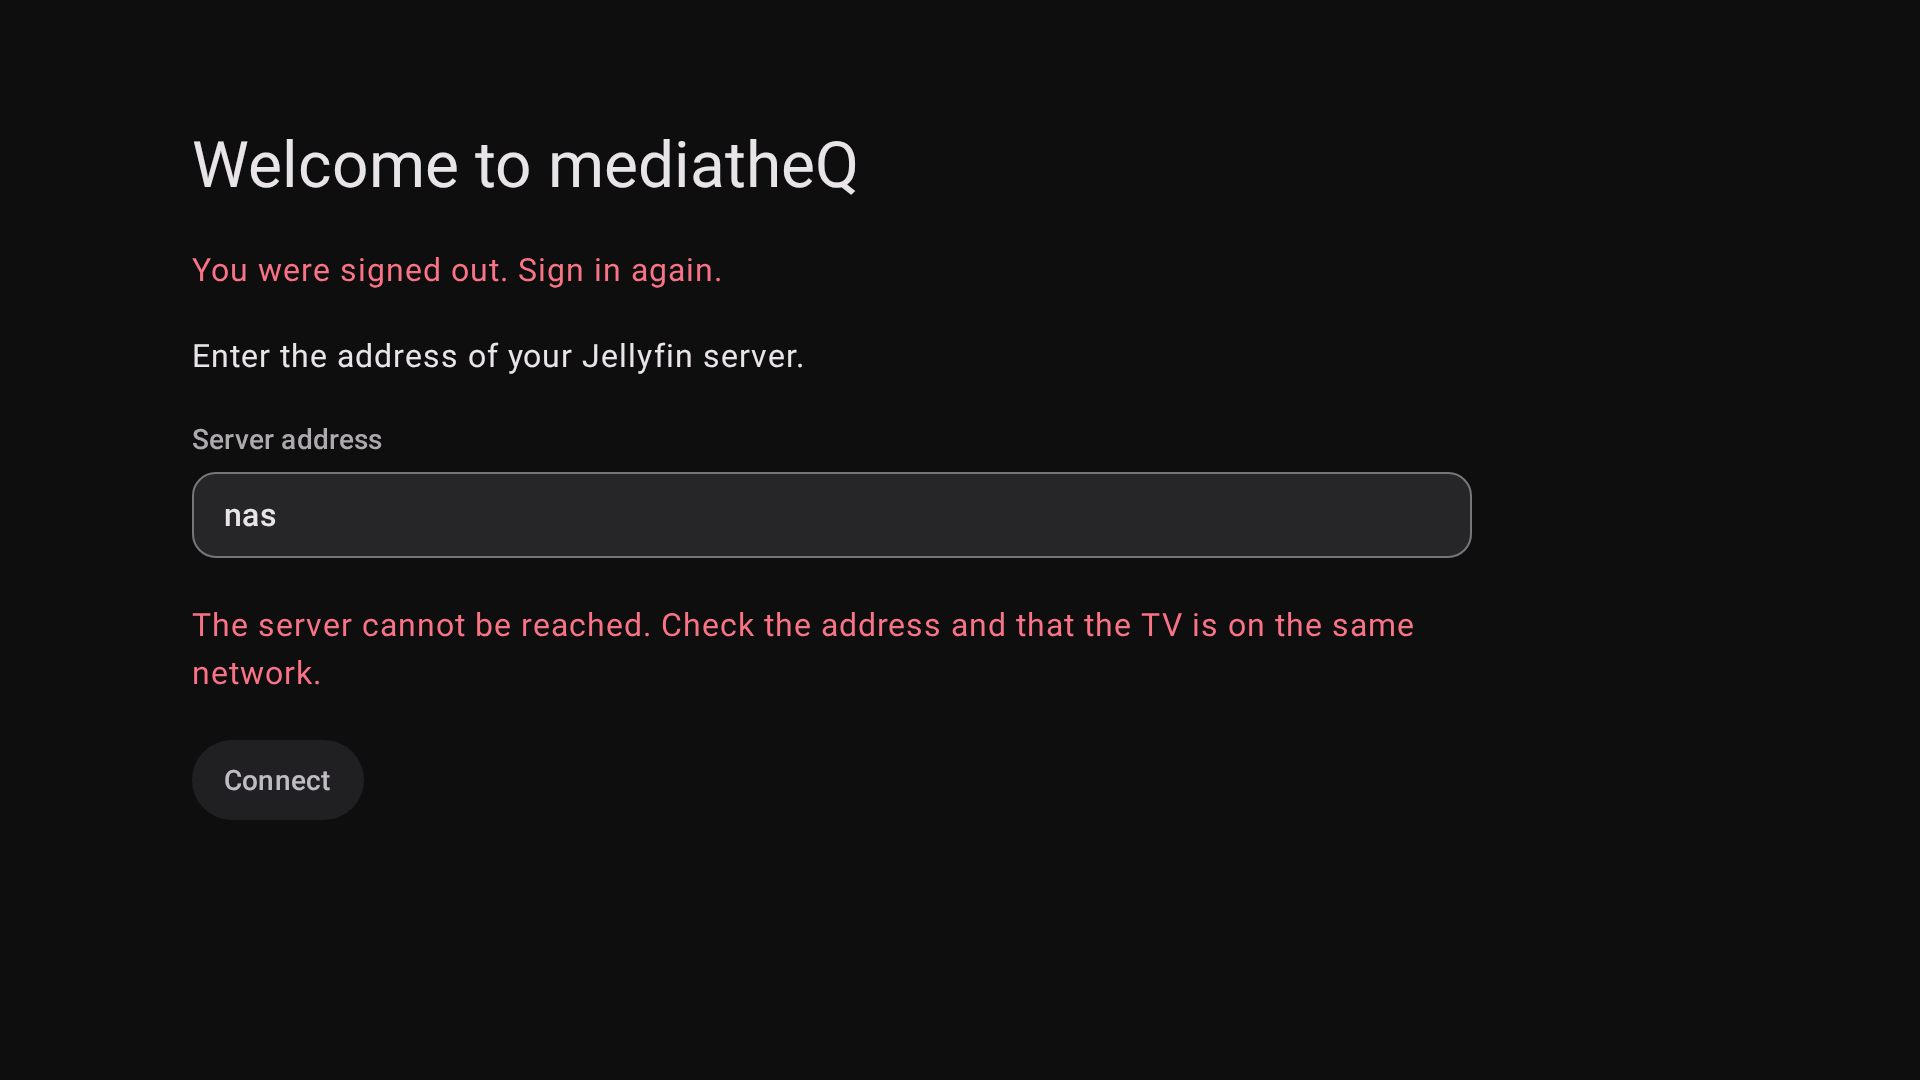 Welcome to mediatheQ
You were signed out. Sign in again.
Enter the address of your Jellyfin server.
Server address
nas
The server cannot be reached. Check the address and that the TV is on the same
network.
Connect